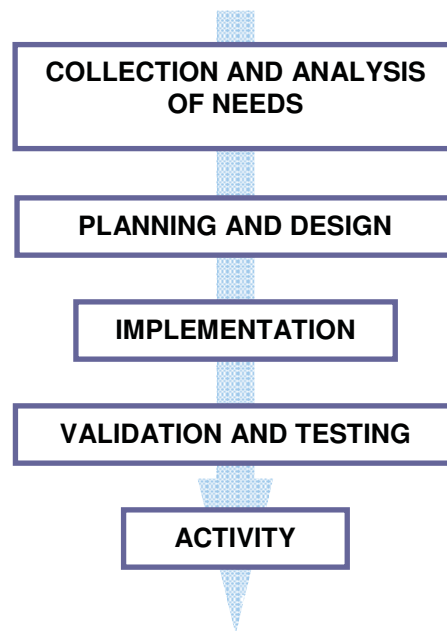 COLLECTION AND ANALYSIS
OF NEEDS
PLANNING AND DESIGN
IMPLEMENTATION
VALIDATION AND TESTING
ACTIVITY